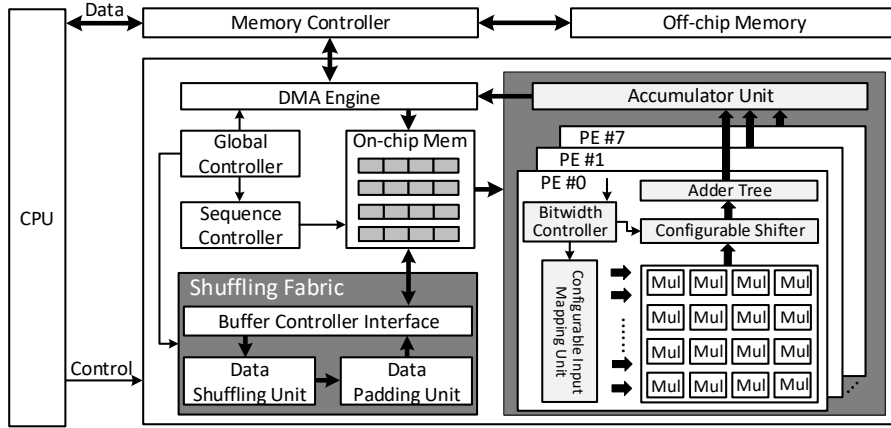 Data
Memory Controller
Off-chip Memory
CPU
DMA Engine
Accumulator Unit
Global
Controller
On-chip Mem
PE #7
PE #1
PE #0
Adder Tree
Sequence
Controller
Bitwidth
Controller
Configurable Shifter
Shuffling Fabric
Buffer Controller Interface
Configurable Input
Mapping Unit
Mul Mul Mul Mul
Mul Mul Mul Mul
Mul Mul Mul Mul
Mul Mul Mul Mul
Control
Data
Shuffling Unit
Data
Padding Unit